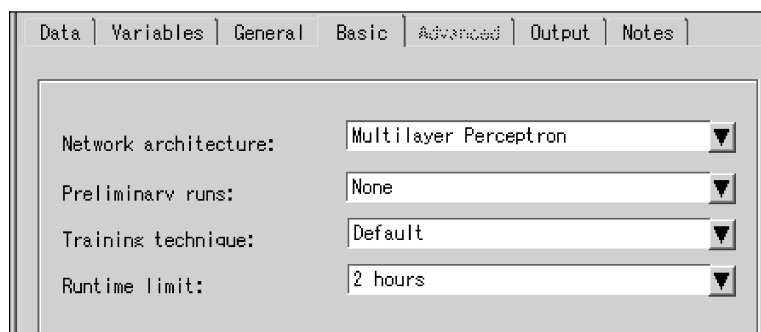 Data Variables General Basic Advanced Output Notes
Network architecture: Multilayer Perceptron
Preliminary runs: None
Training technique: Default
Runtime limit: 2 hours